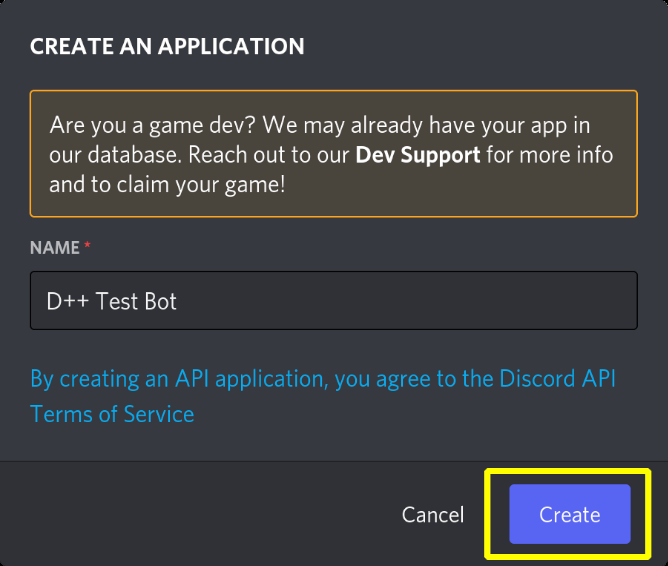 CREATE AN APPLICATION
Are you a game dev? We may already have your app in
our database. Reach out to our Dev Support for more info
and to claim your game!
NAME *
D++ Test Bot
By creating an API application, you agree to the Discord API
Terms of Service
Cancel
Create